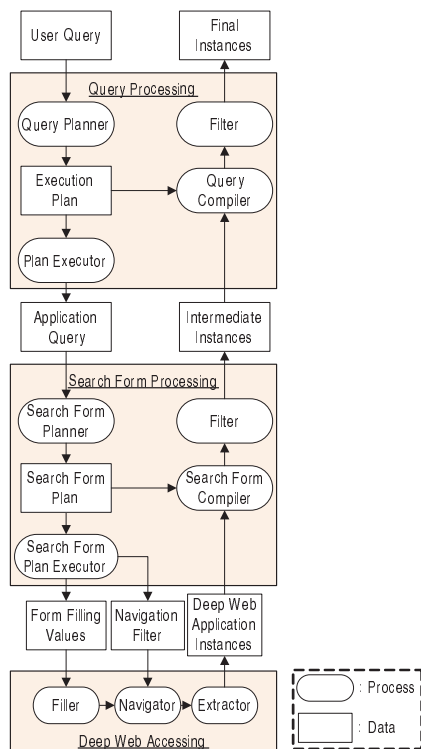 User Query
Final
Instances
Query Processing
Query Planner
Filter
Execution
Plan
Query
Compiler
Plan Executor
Application
Query
Intermediate
Instances
Search Form Processing
Search Form
Planner
Filter
Search Form
Plan
Search Form
Compiler
Search Form
Plan Executor
Form Filling
Values
Navigation
Filter
Deep Web
Application
Instances
Filler
Navigator
Extractor
Deep Web Accessing
: Process
: Data